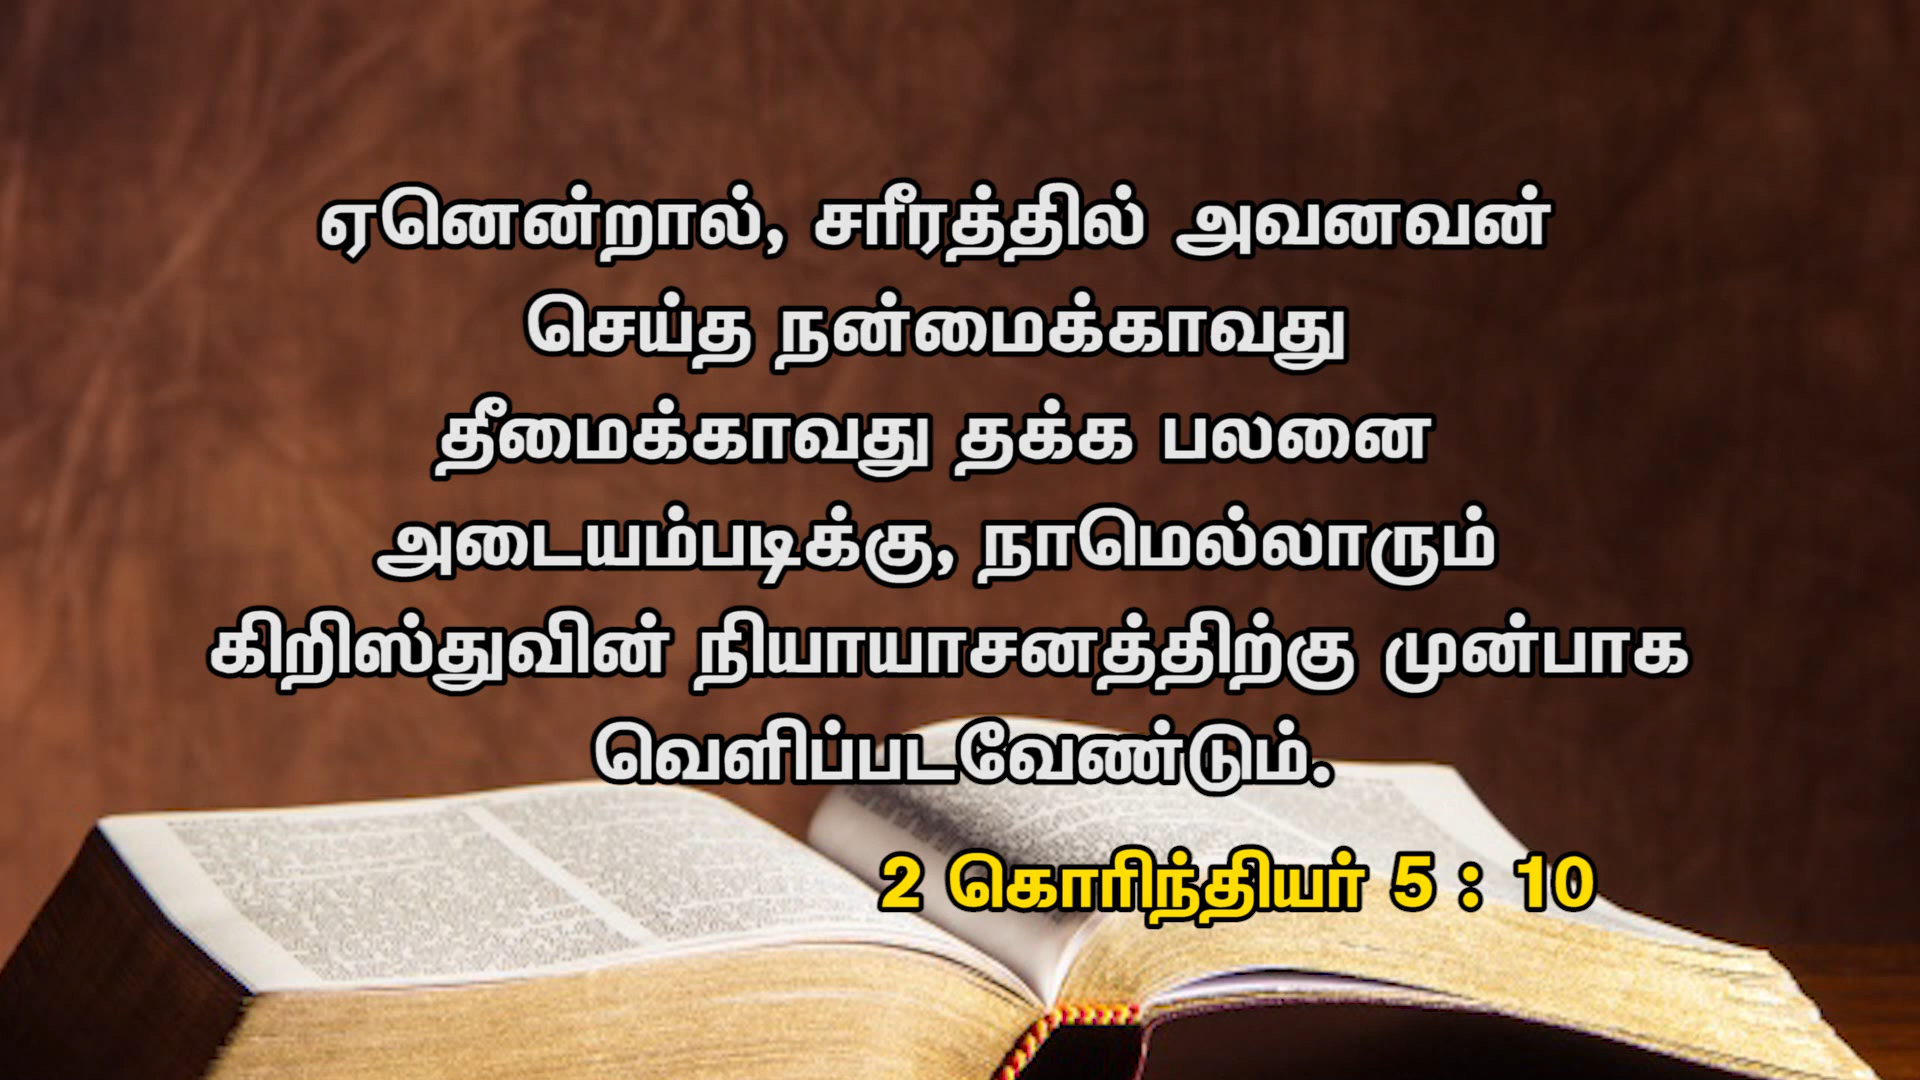 ஏனென்றால், சரீரத்தில் அவனவன்
செய்த நன்மைக்காவது
தீமைக்காவது தக்க பலனை
அடையம்படிக்கு, நாமெல்லாரும்
கிறிஸ்துவின் நியாயாசனத்திற்கு முன்பாக
வெளிப்படவேண்டும்.
2 கொரிந்தியர் 5 : 10